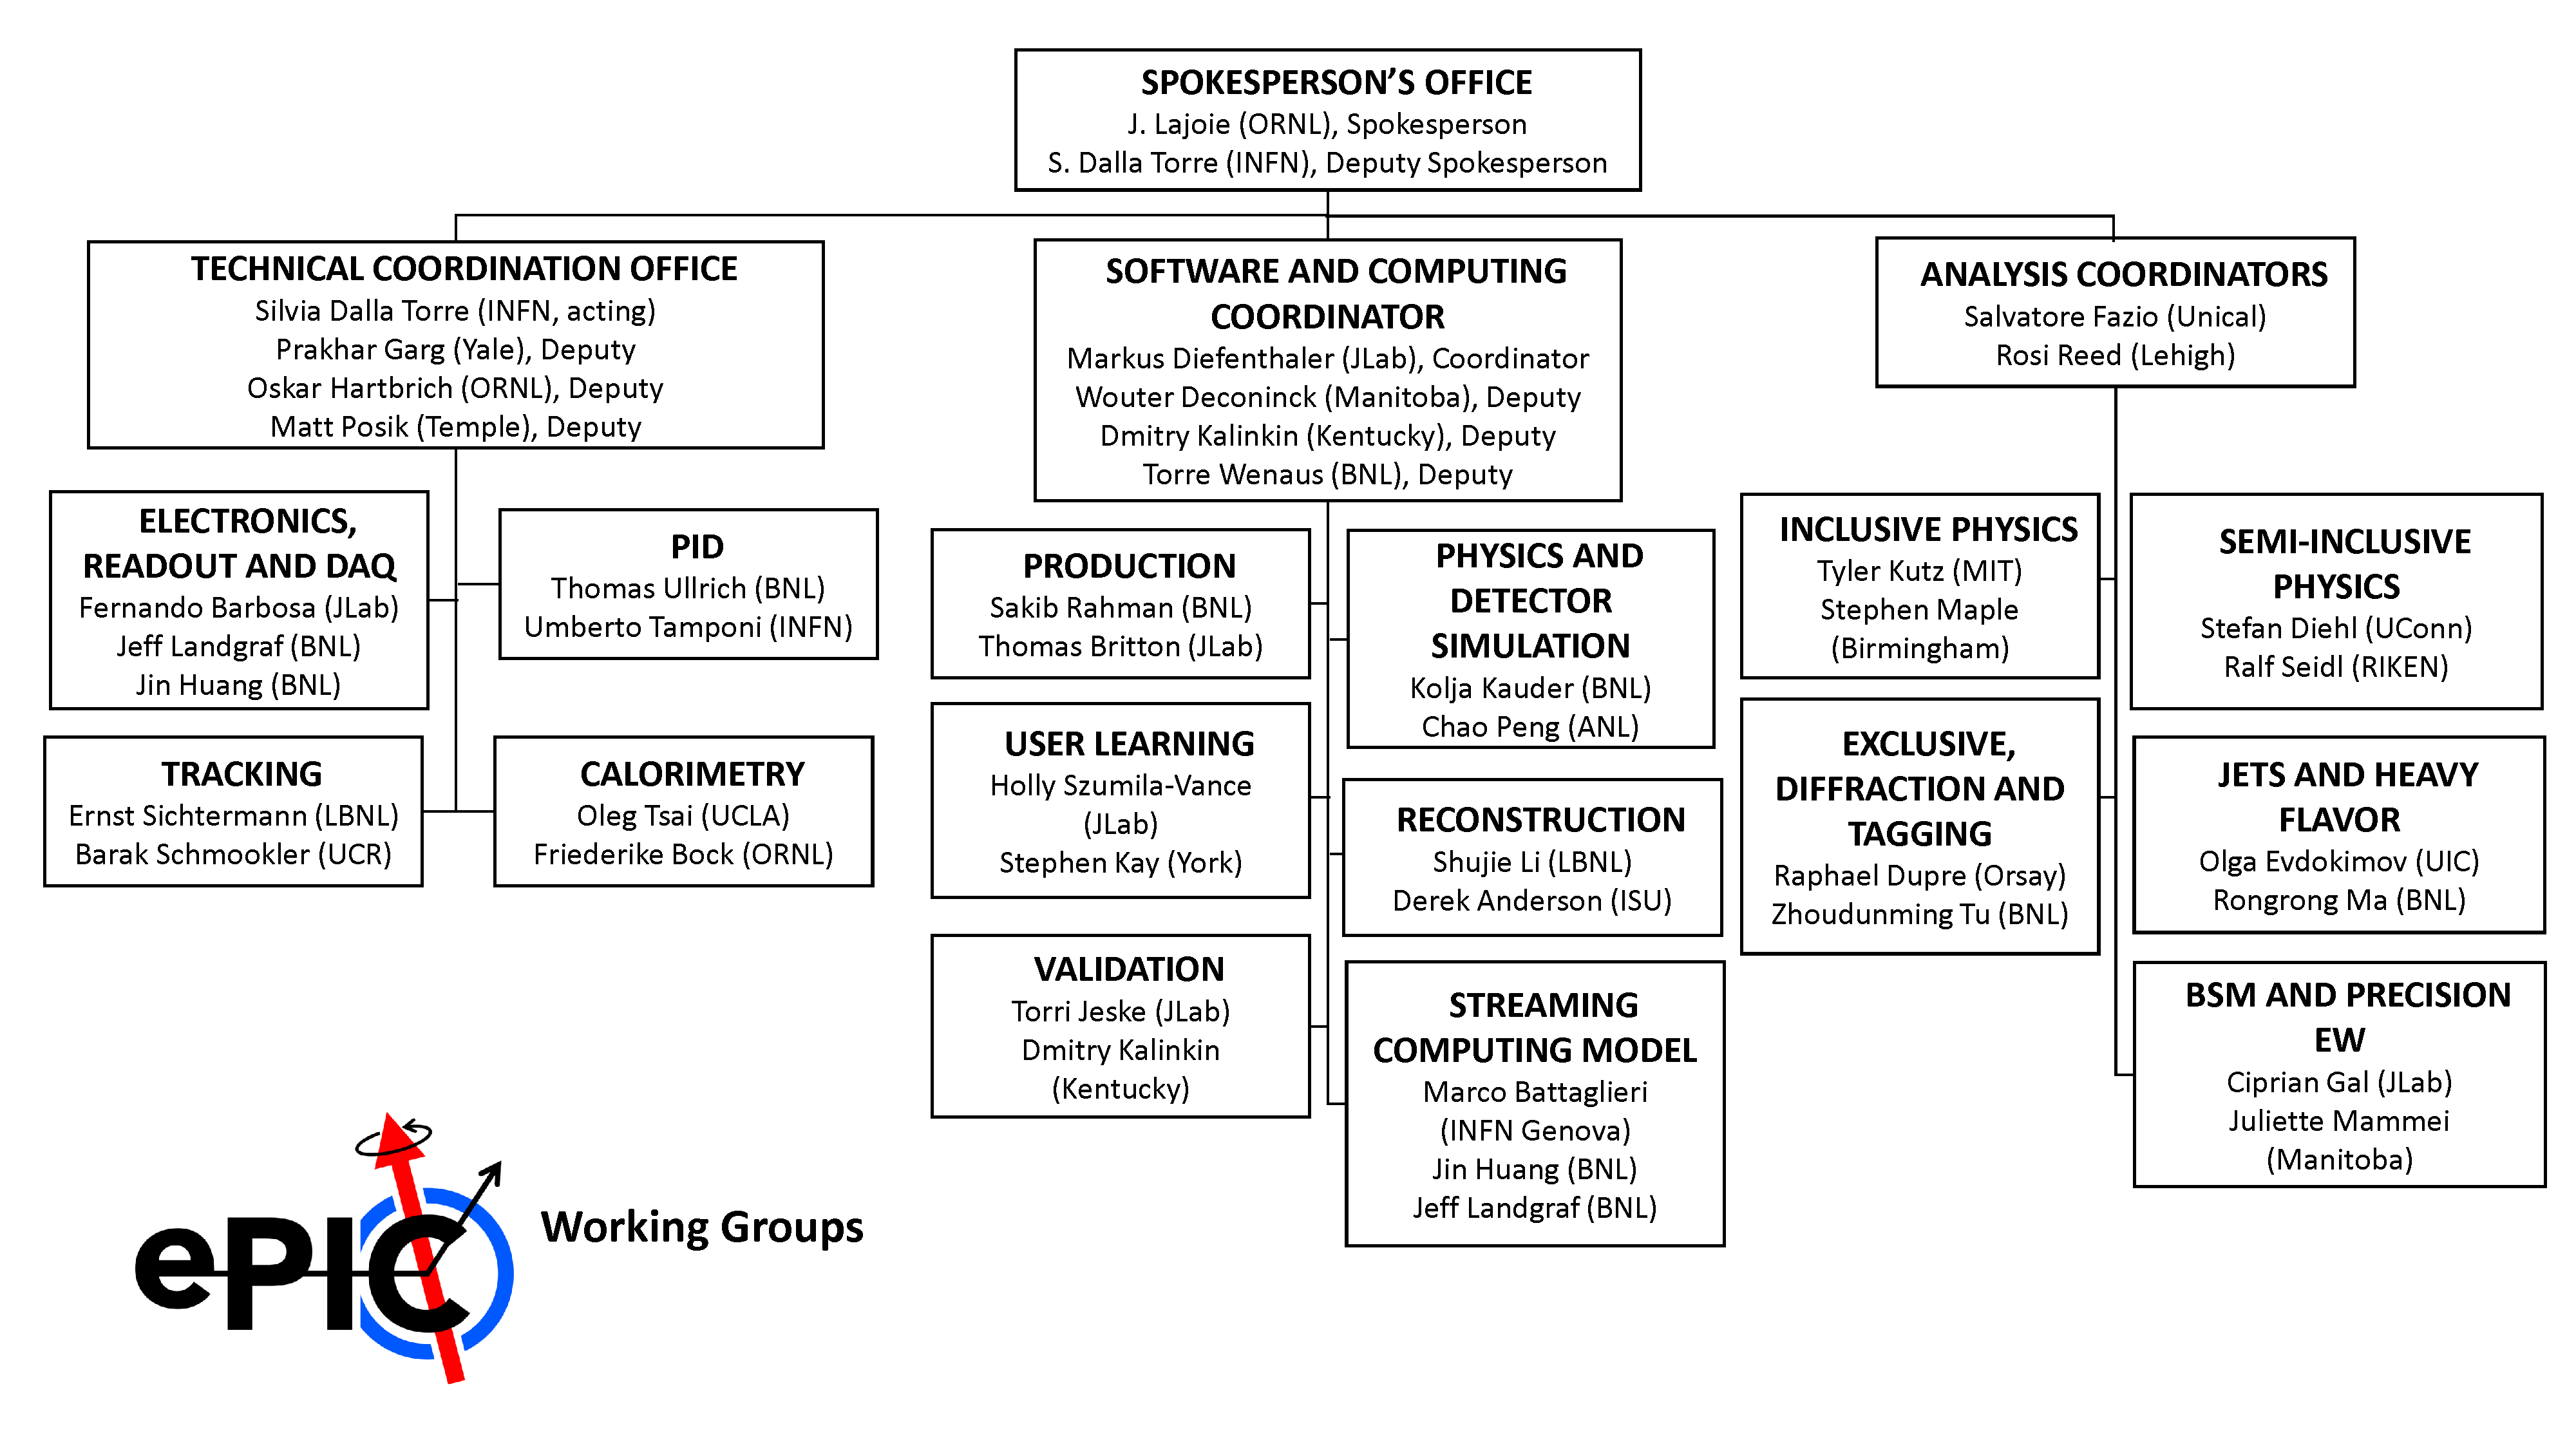 SPOKESPERSON’S OFFICE
J. Lajoie (ORNL), Spokesperson
S. Dalla Torre (INFN), Deputy Spokesperson
TECHNICAL COORDINATION OFFICE
Silvia Dalla Torre (INFN, acting)
Prakhar Garg (Yale), Deputy
Oskar Hartbrich (ORNL), Deputy
Matt Posik (Temple), Deputy
ELECTRONICS,
READOUT AND DAQ
Fernando Barbosa (JLab)
Jeff Landgraf (BNL)
Jin Huang (BNL)
PID
Thomas Ullrich (BNL)
Umberto Tamponi (INFN)
TRACKING
Ernst Sichtermann (LBNL)
Barak Schmookler (UCR)
CALORIMETRY
Oleg Tsai (UCLA)
Friederike Bock (ORNL)
SOFTWARE AND COMPUTING
COORDINATOR
Markus Diefenthaler (JLab), Coordinator
Wouter Deconinck (Manitoba), Deputy
Dmitry Kalinkin (Kentucky), Deputy
Torre Wenaus (BNL), Deputy
PRODUCTION
Sakib Rahman (BNL)
Thomas Britton (JLab)
PHYSICS AND
DETECTOR
SIMULATION
Kolja Kauder (BNL)
Chao Peng (ANL)
USER LEARNING
Holly Szumila-Vance
(JLab)
Stephen Kay (York)
RECONSTRUCTION
Shujie Li (LBNL)
Derek Anderson (ISU)
VALIDATION
Torri Jeske (JLab)
Dmitry Kalinkin
(Kentucky)
STREAMING
COMPUTING MODEL
Marco Battaglieri
(INFN Genova)
Jin Huang (BNL)
Jeff Landgraf (BNL)
ANALYSIS COORDINATORS
Salvatore Fazio (Unical)
Rosi Reed (Lehigh)
INCLUSIVE PHYSICS
Tyler Kutz (MIT)
Stephen Maple
(Birmingham)
SEMI-INCLUSIVE
PHYSICS
Stefan Diehl (UConn)
Ralf Seidl (RIKEN)
EXCLUSIVE,
DIFFRACTION AND
TAGGING
Raphael Dupre (Orsay)
Zhoudunming Tu (BNL)
JETS AND HEAVY
FLAVOR
Olga Evdokimov (UIC)
Rongrong Ma (BNL)
BSM AND PRECISION
EW
Ciprian Gal (JLab)
Juliette Mammei
(Manitoba)
ePIC
Working Groups